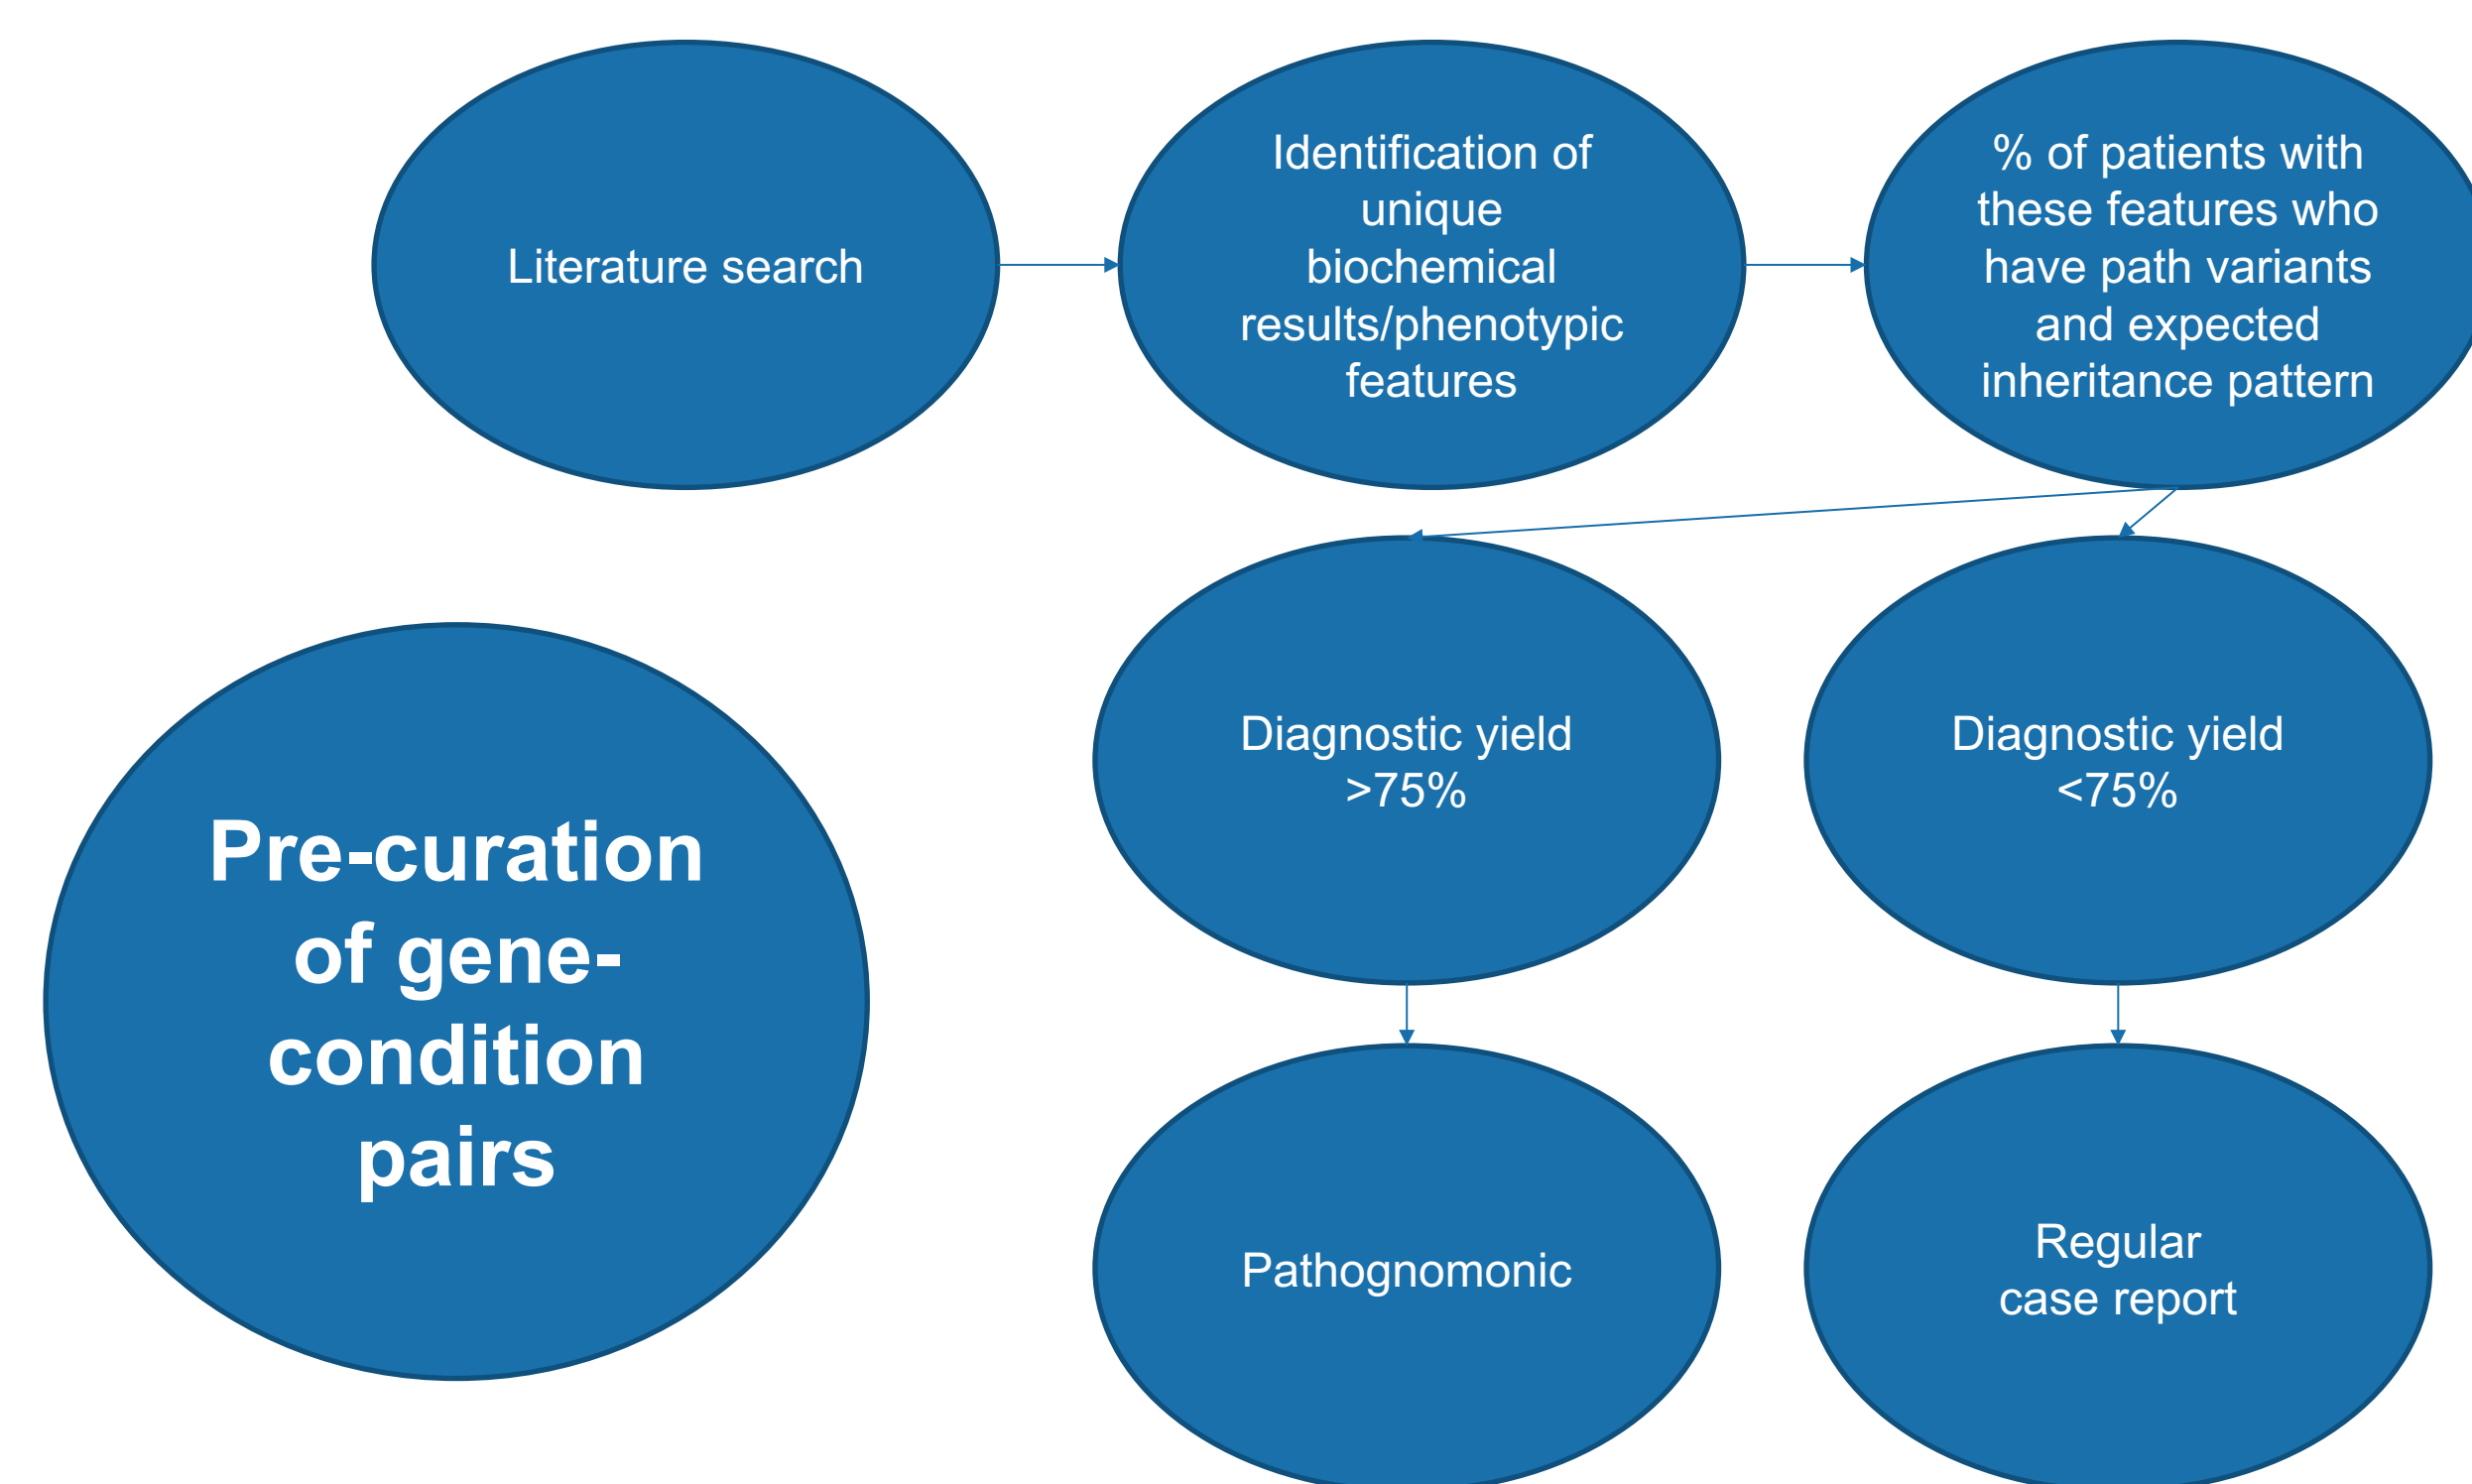 Literature search
Identification of
unique
biochemical
results/phenotypic
features
% of patients with
these features who
have path variants
and expected
inheritance pattern
Diagnostic yield
>75%
Diagnostic yield
<75%
Pre-curation
of gene-
condition
pairs
Pathognomonic
Regular
case report